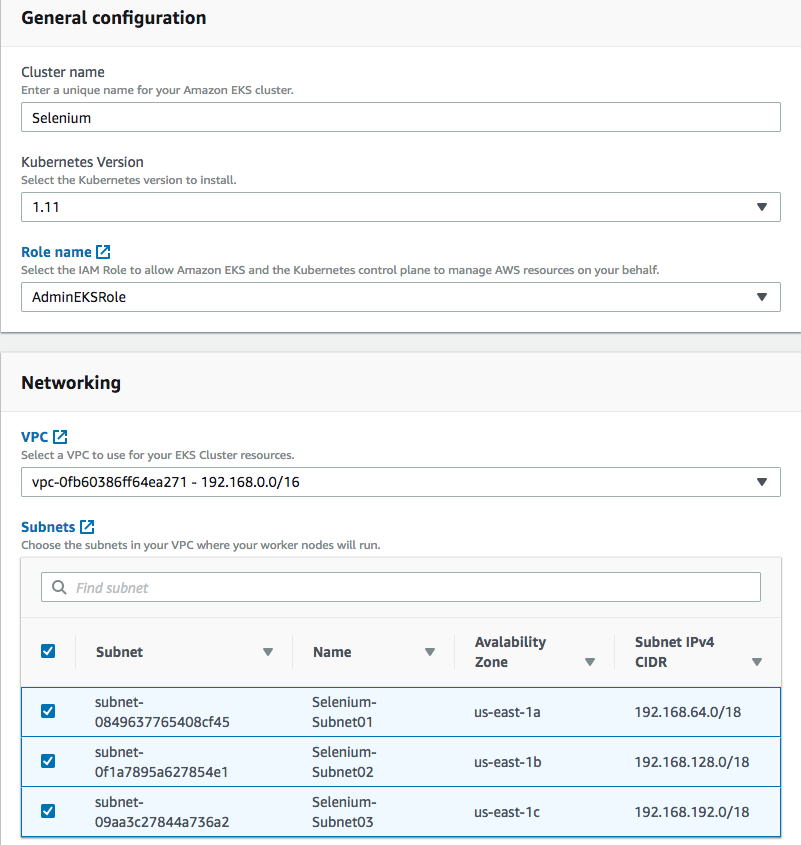 General configuration
Cluster name
Enter a unique name for your Amazon EKS cluster.
Selenium
Kubernetes Version
Select the Kubernetes version to install.
1.11
Role name
Select the IAM Role to allow Amazon EKS and the Kubernetes control plane to manage AWS resources on your behalf.
AdminEKSRole
Networking
VPC
Select a VPC to use for your EKS Cluster resources.
vpc-0fb60386ff64ea271 - 192.168.0.0/16
Subnets
Choose the subnets in your VPC where your worker nodes will run.
Find subnet
Subnet
Name
Avalability
Zone
Subnet IPv4
CIDR
subnet-
0849637765408cf45
Selenium-
Subnet01
us-east-1a
192.168.64.0/18
subnet-
0f1a7895a627854e1
Selenium-
Subnet02
us-east-1b
192.168.128.0/18
subnet-
09aa3c27844a736a2
Selenium-
Subnet03
us-east-1c
192.168.192.0/18